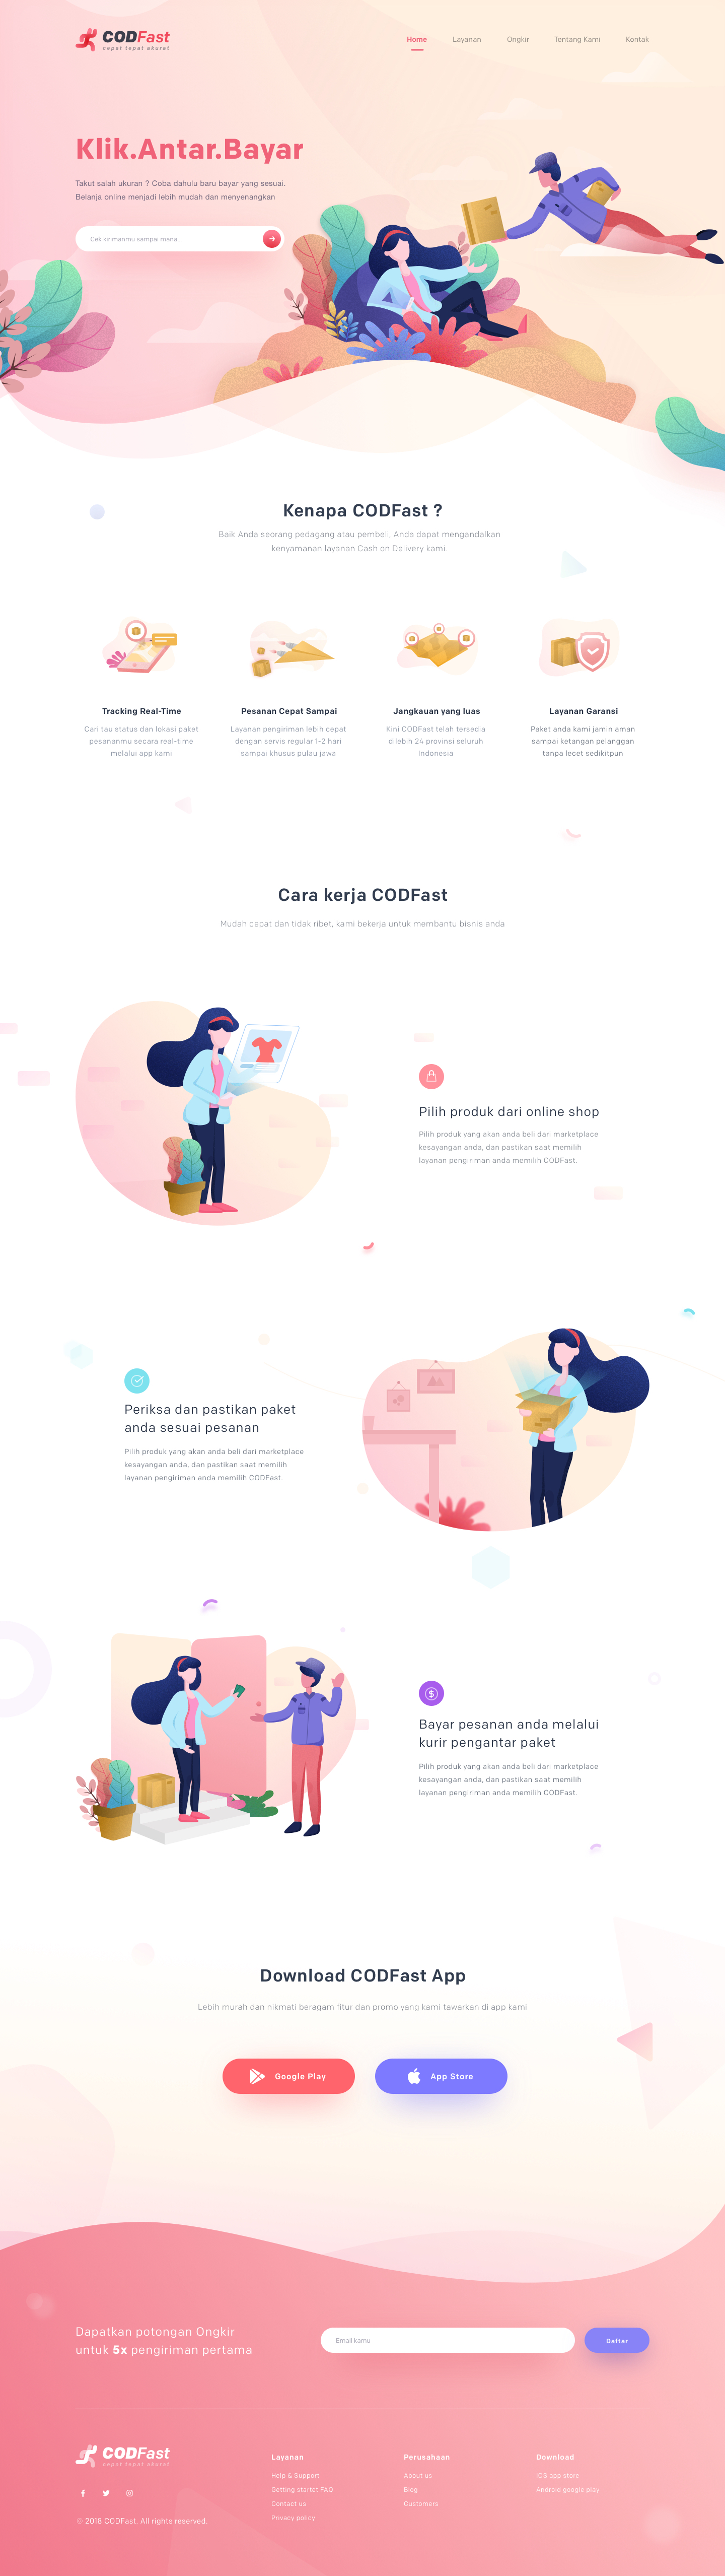 CODFast
cepat tepat akurat
Home
Layanan
Ongkir
Tentang Kami
Kontak
Klik.Antar.Bayar
Takut salah ukuran ? Coba dahulu baru bayar yang sesuai.
Belanja online menjadi lebih mudah dan menyenangkan
Cek kirimanmu sampai mana..
Kenapa CODFast ?
Baik Anda seorang pedagang atau pembeli, Anda dapat mengandalkan
kenyamanan layanan Cash on Delivery kami.
Tracking Real-Time
Cari tau status dan lokasi paket
pesananmu secara real-time
melalui app kami
Pesanan Cepat Sampai
Layanan pengiriman lebih cepat
dengan servis regular 1-2 hari
sampai khusus pulau jawa
Jangkauan yang luas
Kini CODFast telah tersedia
dilebih 24 provinsi seluruh
Indonesia
Layanan Garansi
Paket anda kami jamin aman
sampai ketangan pelanggan
tanpa lecet sedikitpun
Cara kerja CODFast
Mudah cepat dan tidak ribet, kami bekerja untuk membantu bisnis anda
Pilih produk dari online shop
Pilih produk yang akan anda beli dari marketplace
kesayangan anda, dan pastikan saat memilih
layanan pengiriman anda memilih CODFast.
Periksa dan pastikan paket
anda sesuai pesanan
Pilih produk yang akan anda beli dari marketplace
kesayangan anda, dan pastikan saat memilih
layanan pengiriman anda memilih CODFast.
Bayar pesanan anda melalui
kurir pengantar paket
Pilih produk yang akan anda beli dari marketplace
kesayangan anda, dan pastikan saat memilih
layanan pengiriman anda memilih CODFast.
Download CODFast App
Lebih murah dan nikmati beragam fitur dan promo yang kami tawarkan di app kami
Google Play
App Store
Dapatkan potongan Ongkir
untuk 5x pengiriman pertama
Email kamu
Daftar
CODFast
cepat tepat akurat
© 2018 CODFast. All rights reserved.
Layanan
Help & Support
Getting startet FAQ
Contact us
Privacy policy
Perusahaan
About us
Blog
Customers
Download
IOS app store
Android google play